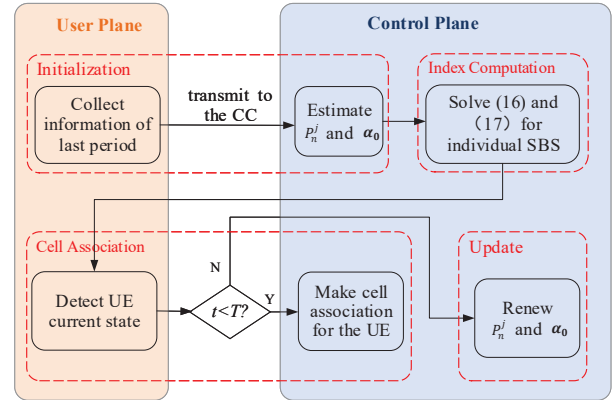 User Plane
Control Plane
Initialization
Index Computation
Collect
information of
last period
transmit to
the CC
Estimate
P_n^j and α_0
Solve (16) and
（17）for
individual SBS
Cell Association
Update
N
Detect UE
current state
t<T?
Y
Make cell
association
for the UE
Renew
P_n^j and α_0